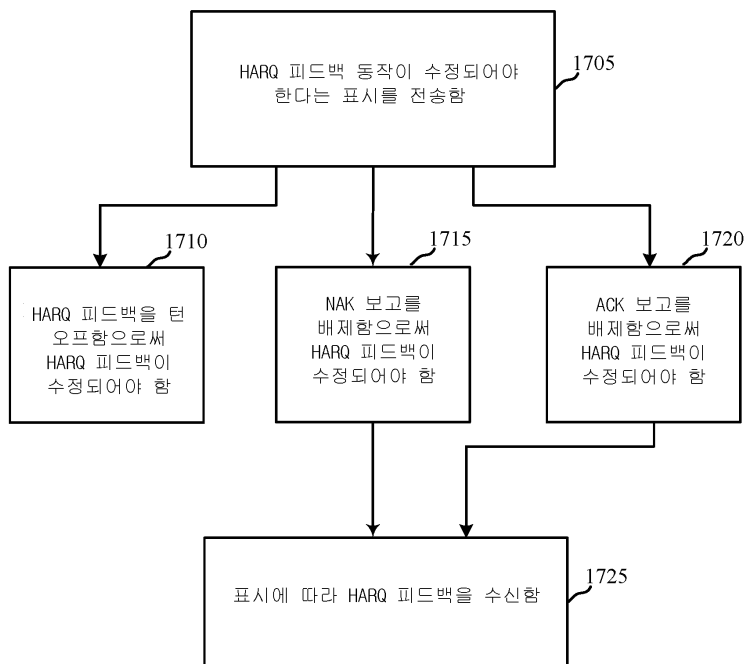 HARQ 피드백 동작이 수정되어야
한다는 표시를 전송함
1705
1710
HARQ 피드백을 턴
오프함으로써
HARQ 피드백이
수정되어야 함
1715
NAK 보고를
배제함으로써
HARQ 피드백이
수정되어야 함
1720
ACK 보고를
배제함으로써
HARQ 피드백이
수정되어야 함
표시에 따라 HARQ 피드백을 수신함
1725